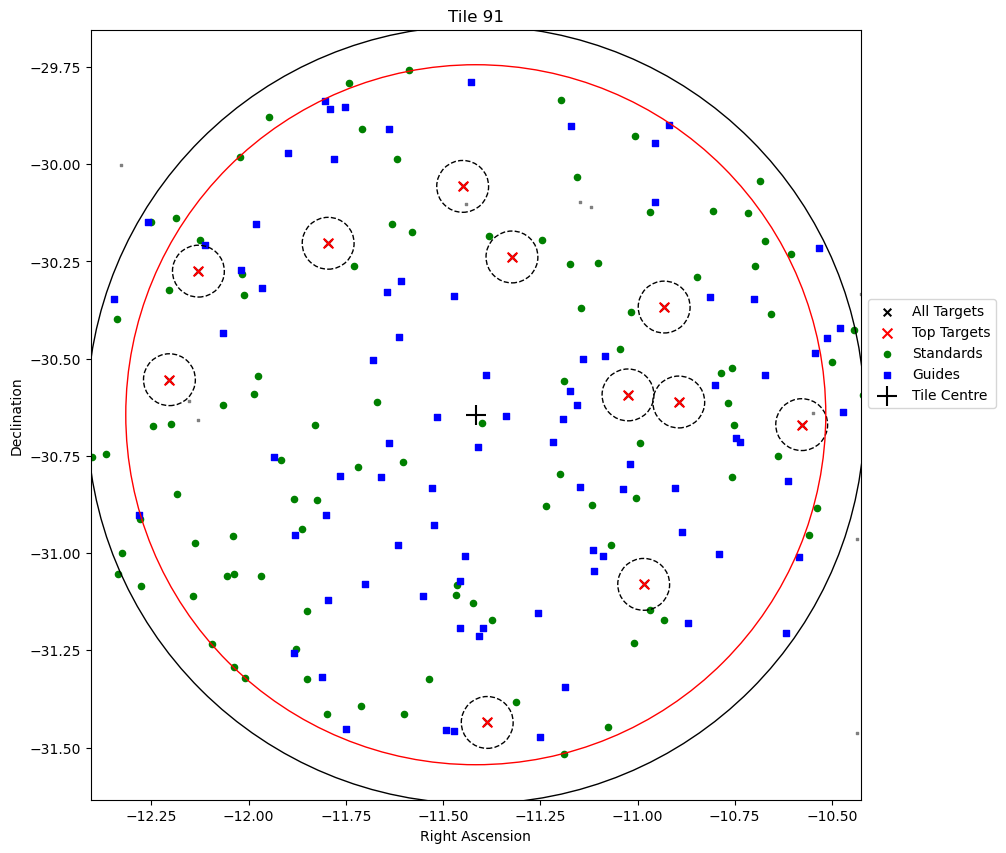 Tile 91
−29.75
−30.00
−30.25
−30.50
−30.75
−31.00
−31.25
−31.50
Declination
−12.25
−12.00
−11.75
−11.50
−11.25
−11.00
−10.75
−10.50
Right Ascension
All Targets
Top Targets
Standards
Guides
Tile Centre